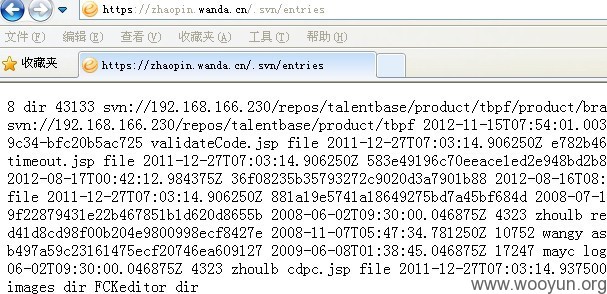 https://zhaopin.wanda.cn/.svn/entries
文件(F) 编辑(E) 查看(V) 收藏夹(A) 工具(T) 帮助(H)
收藏夹 https://zhaopin.wanda.cn/.svn/entries
8 dir 43133 svn://192.168.166.230/repos/talentbase/product/tbpf/product/bra
svn://192.168.166.230/repos/talentbase/product/tbpf 2012-11-15T07:54:01.003
9c34-bfc20b5ac725 validateCode.jsp file 2011-12-27T07:03:14.906250Z e782b46
timeout.jsp file 2011-12-27T07:03:14.906250Z 583e49196c70eeace1ed2e948bd2b8
2012-08-17T00:42:12.984375Z 36f08235b35793272c9020d3a7901b88 2012-08-16T08:
file 2011-12-27T07:03:14.906250Z 881a19e5741a18649275bd7a45bf684d 2008-07-1
9f22879431e22b467851b1d620d8655b 2008-06-02T09:30:00.046875Z 4323 zhoulb re
d41d8cd98f00b204e9800998ecf8427e 2008-11-07T05:47:34.781250Z 10752 wangy as
b497a59c23161475ecf20746ea609127 2009-06-08T01:38:45.046875Z 17247 mayc log
06-02T09:30:00.046875Z 4323 zhoulb cdpc.jsp file 2011-12-27T07:03:14.937500
images dir FCKeditor dir
www.wooyun.org